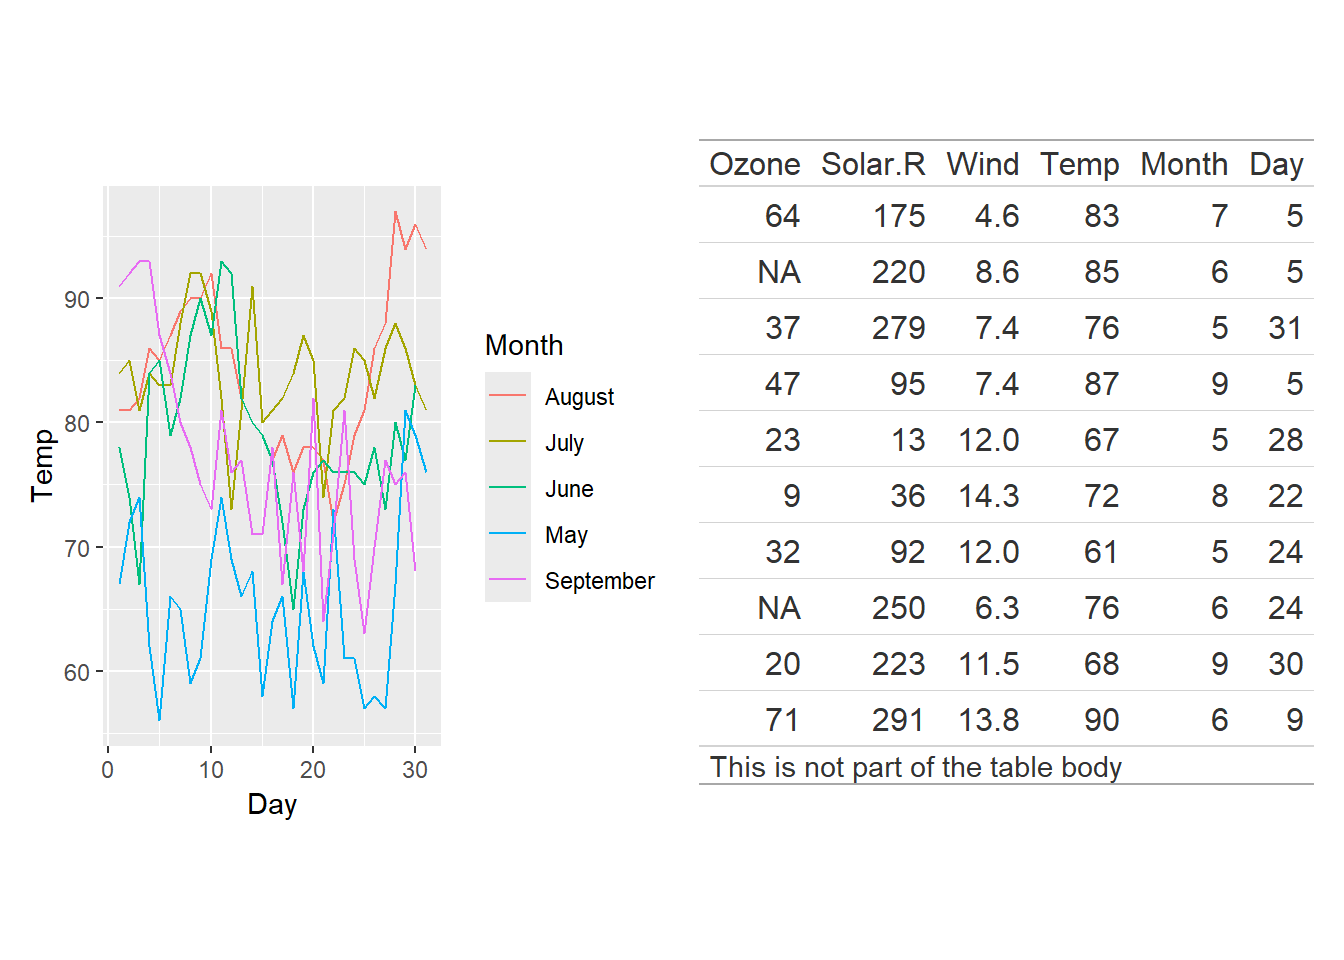 Temp
90
80
70
60
0 10 20 30
Day
Month
August
July
June
May
September
Ozone Solar.R Wind Temp Month Day
64 175 4.6 83 7 5
NA 220 8.6 85 6 5
37 279 7.4 76 5 31
47 95 7.4 87 9 5
23 13 12.0 67 5 28
9 36 14.3 72 8 22
32 92 12.0 61 5 24
NA 250 6.3 76 6 24
20 223 11.5 68 9 30
71 291 13.8 90 6 9
This is not part of the table body